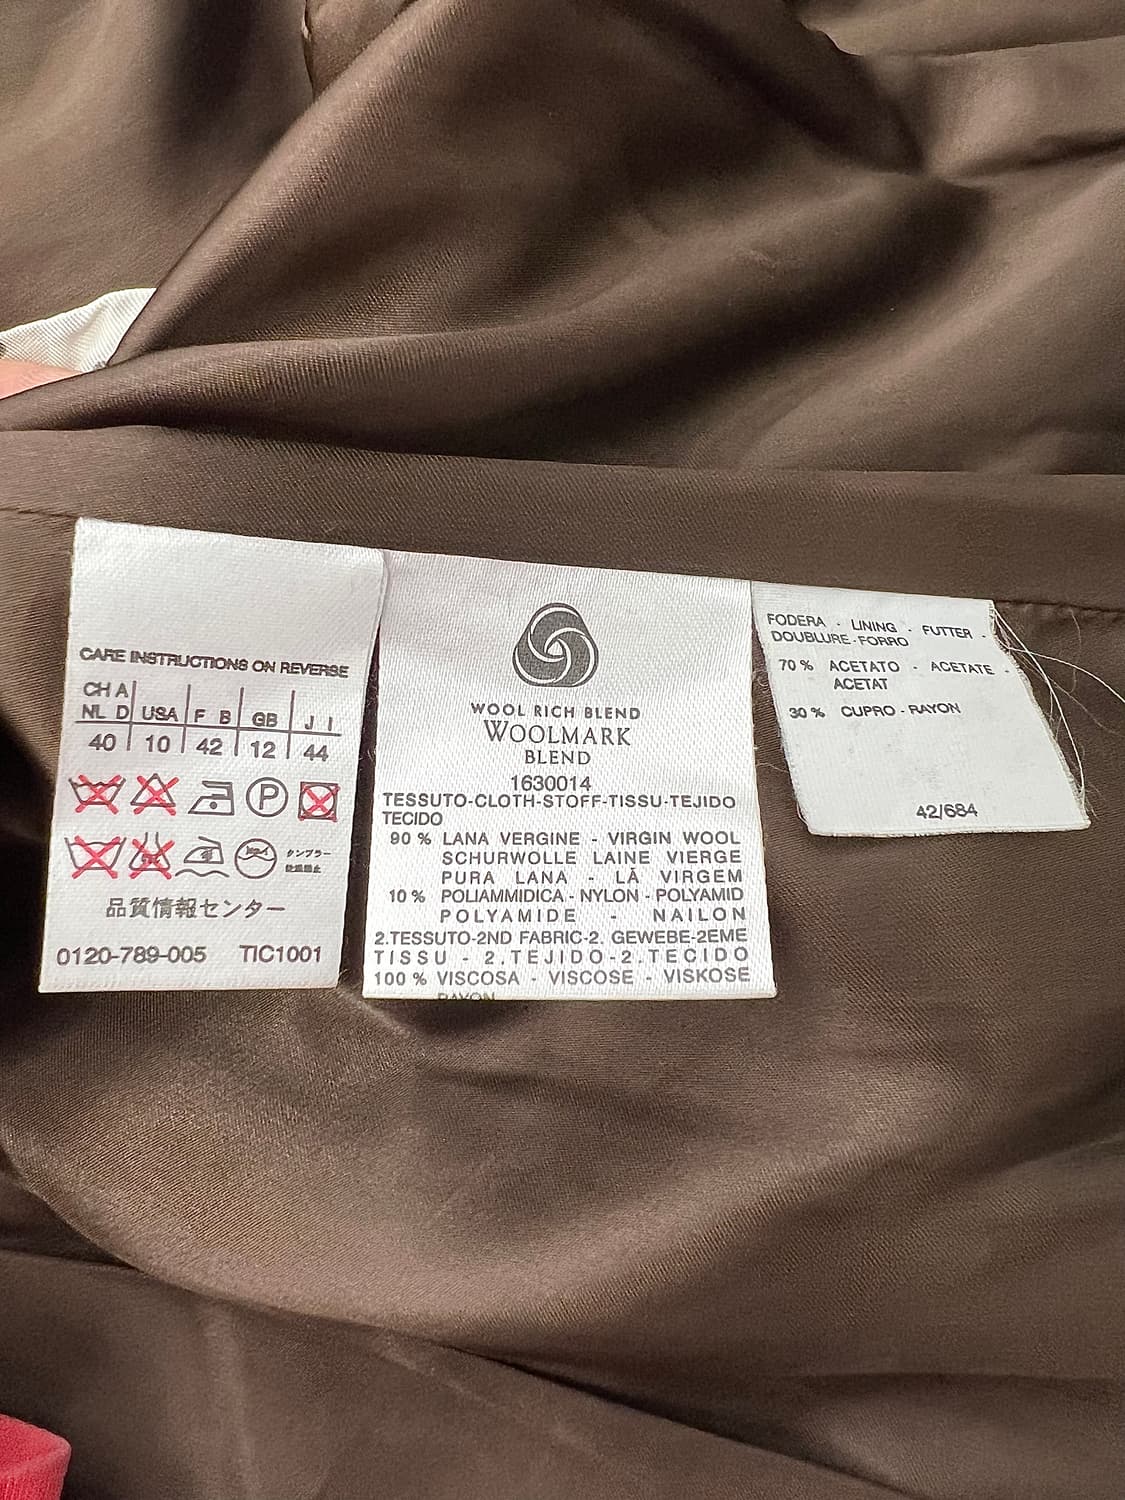 CARE INSTRUCTIONS ON REVERSE
CH A
NL D USA F B GB J I
40 10 42 12 44
P
タンブラー
乾燥禁止
品質情報センター
0120-789-005 TIC1001
WOOL RICH BLEND
WOOLMARK
BLEND
1630014
TESSUTO-CLOTH-STOFF-TISSU-TEJIDO
TECIDO
90 % LANA VERGINE - VIRGIN WOOL
SCHURWOLLE LAINE VIERGE
PURA LANA - LÃ VIRGEM
10 % POLIAMMIDICA - NYLON - POLYAMID
POLYAMIDE - NAILON
2.TESSUTO-2ND FABRIC-2. GEWEBE-2EME
TISSU - 2.TEJIDO-2.TECIDO
100 % VISCOSA - VISCOSE - VISKOSE
RAYON
FODERA - LINING - FUTTER -
DOUBLURE-FORRO
70 % ACETATO - ACETATE -
ACETAT
30 % CUPRO - RAYON
42/684